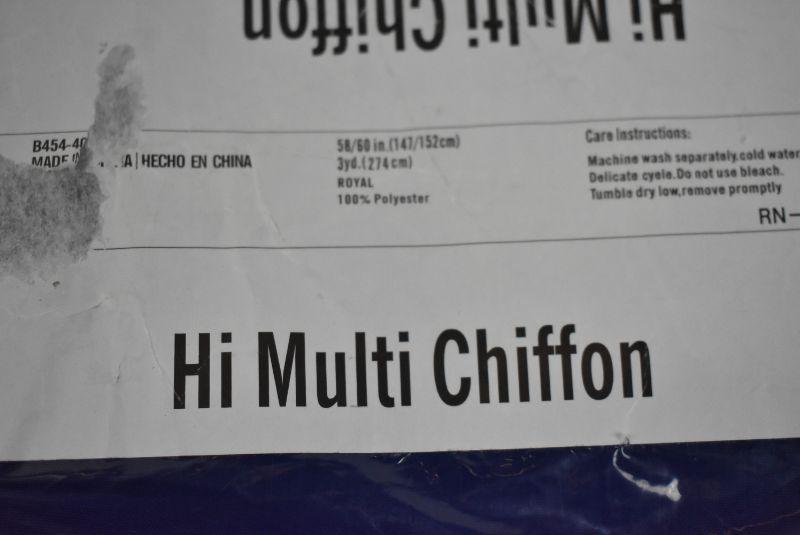 Hi Multi Chiffon
B454-40
MADE IN | HECHO EN CHINA
58/60 in.(147/152cm)
3yd.(274cm)
ROYAL
100% Polyester
Care Instructions:
Machine wash separately.cold water
Delicate cycle.Do not use bleach.
Tumble dry low,remove promptly
RN-
Hi Multi Chiffon